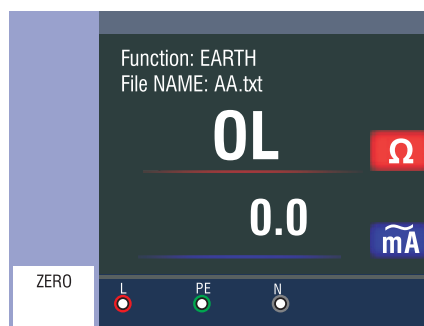 Function: EARTH
File NAME: AA.txt
OL
Ω
0.0
mA
ZERO
L PE N